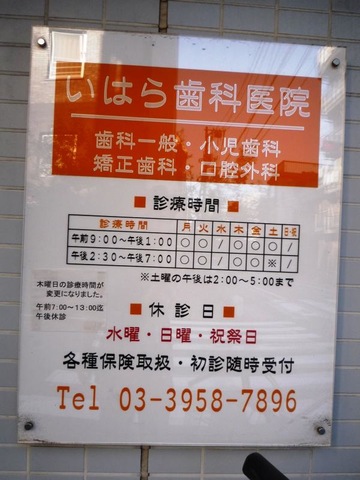 いはら歯科医院
歯科一般・小児歯科
矯正歯科 口腔外科
■ 診療時間 ■
診療時間 月 火 水 木 金 土 日・祝
午前9:00～午後1:00 ○ ○ / ○ ○ ○ /
午後2:30～午後7:00 ○ ○ / ○ ○ ※ /
※土曜の午後は2:00～5:00まで
木曜日の診療時間が
変更になりました。
午前7:00～13:00迄
午後休診
■ 休診日 ■
水曜・日曜・祝祭日
各種保険取扱・初診随時受付
Tel 03-3958-7896